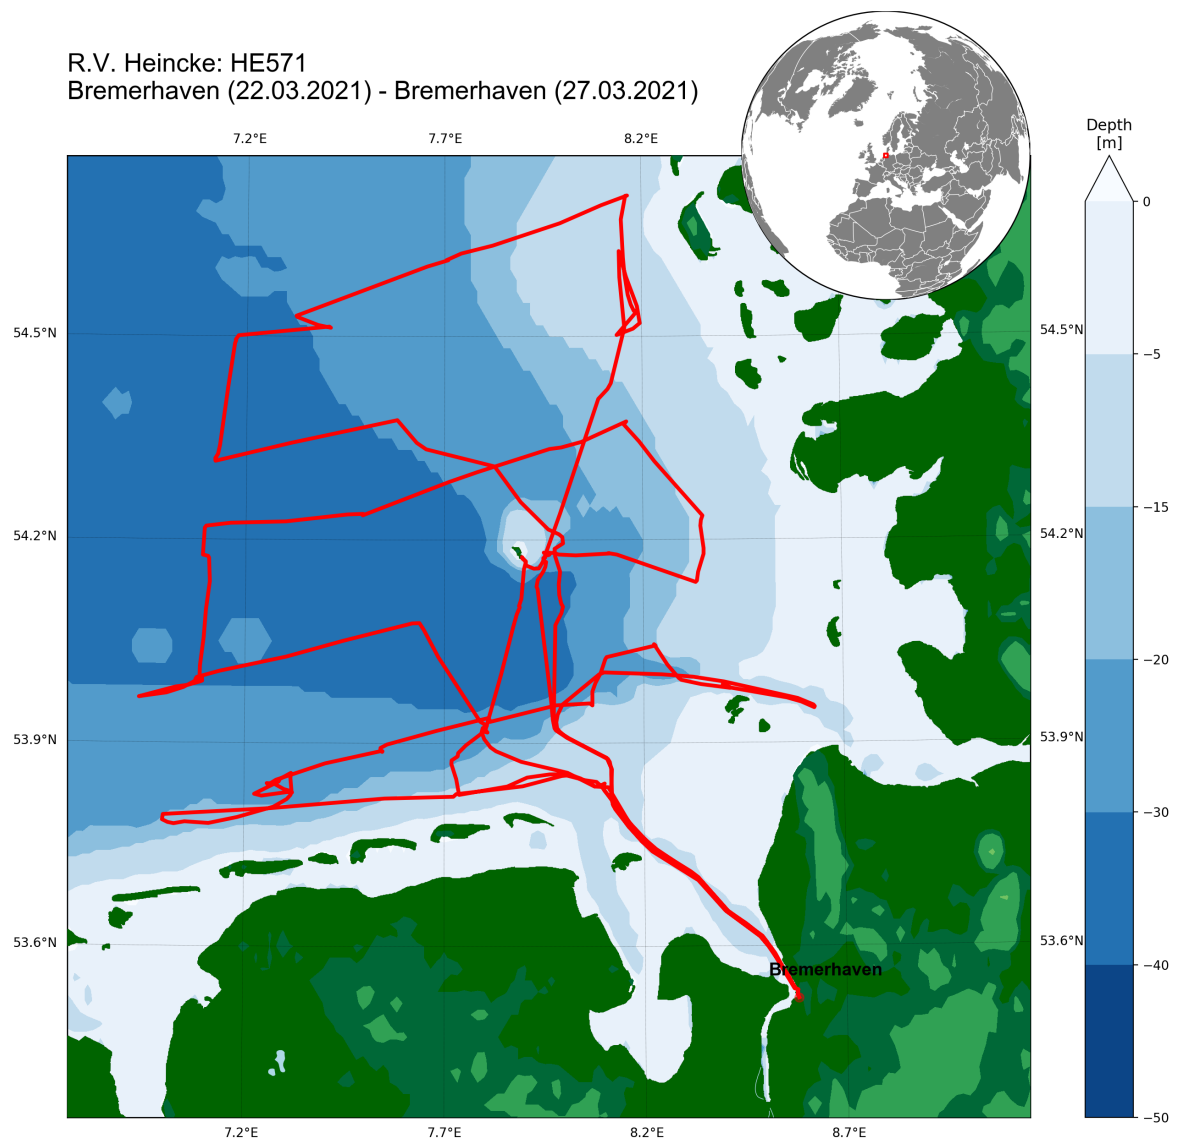 R.V. Heincke: HE571
Bremerhaven (22.03.2021) - Bremerhaven (27.03.2021)
Depth
[m]
7.2°E 7.7°E 8.2°E
0
−5
−15
−20
−30
−40
−50
54.5°N 54.5°N
54.2°N 54.2°N
53.9°N 53.9°N
53.6°N 53.6°N
Bremerhaven
7.2°E 7.7°E 8.2°E 8.7°E